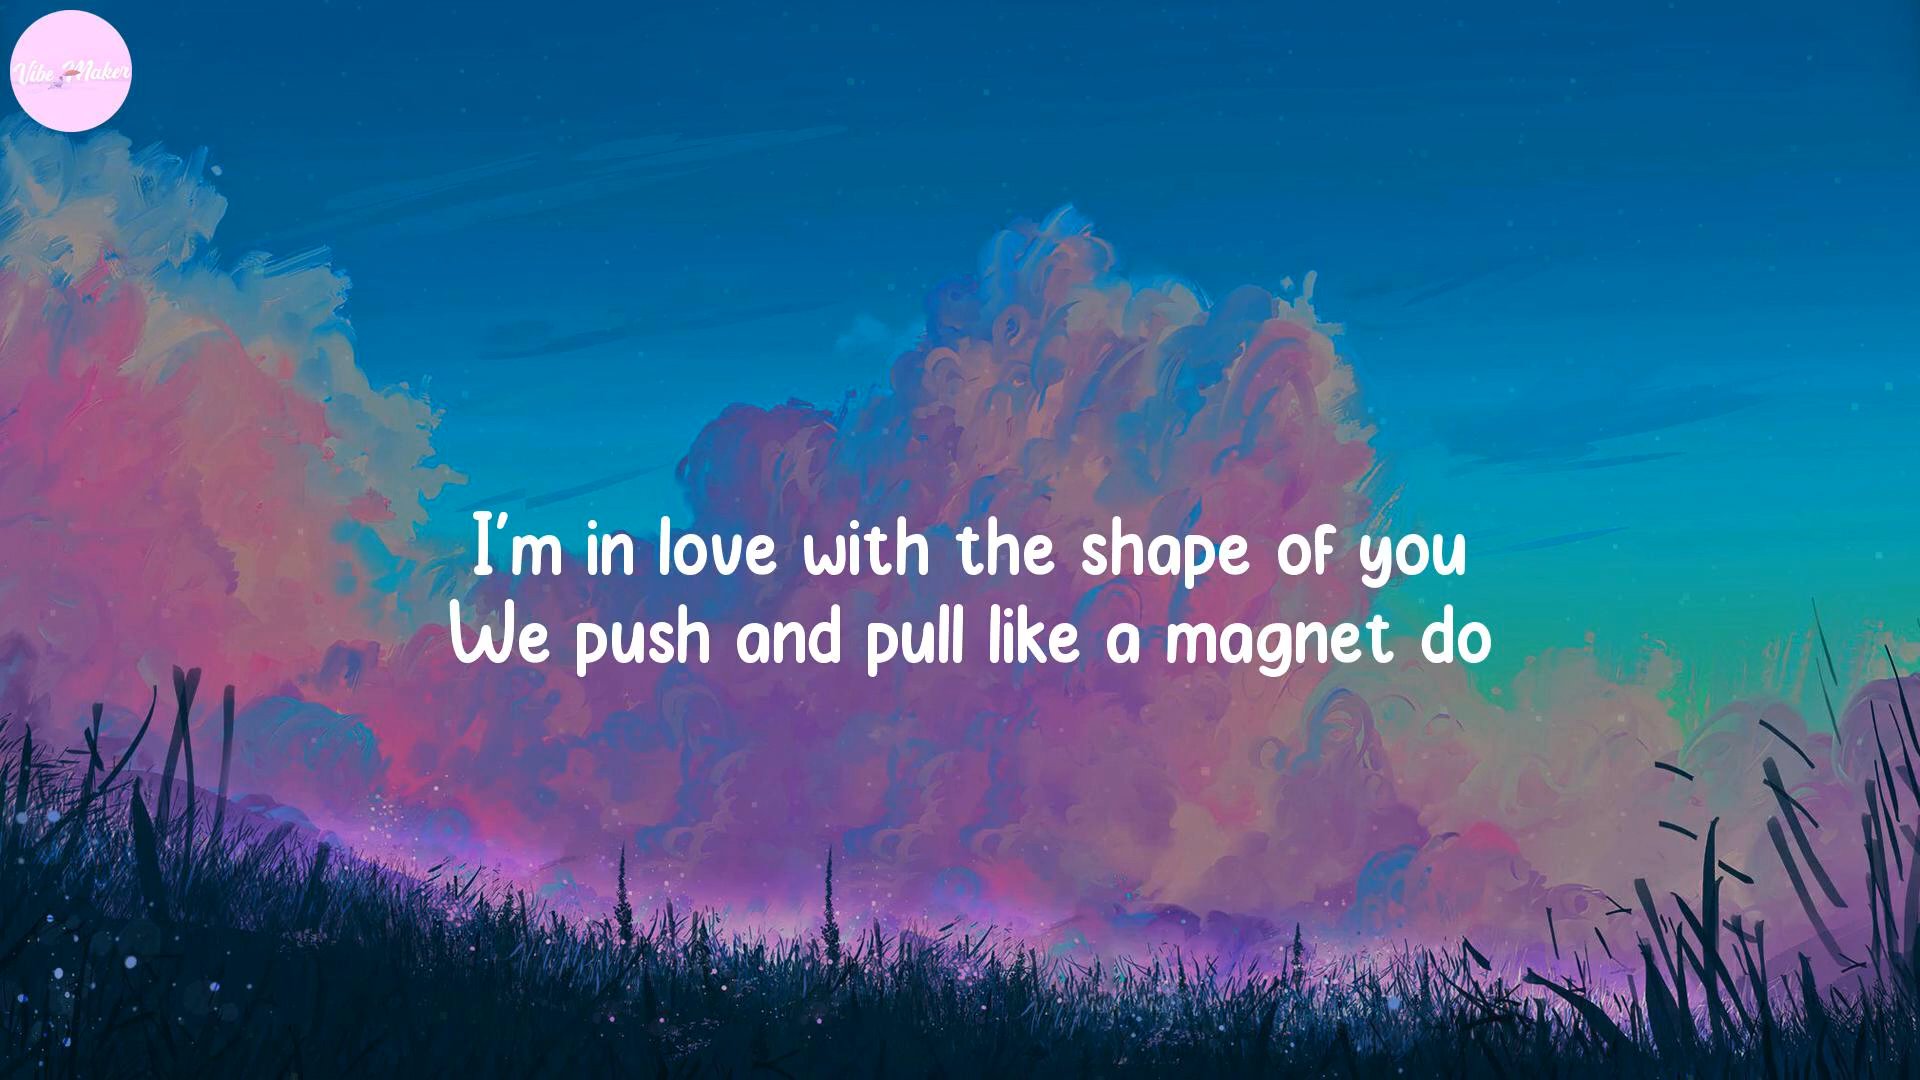 Vibe Maker
I'm in love with the shape of you
We push and pull like a magnet do